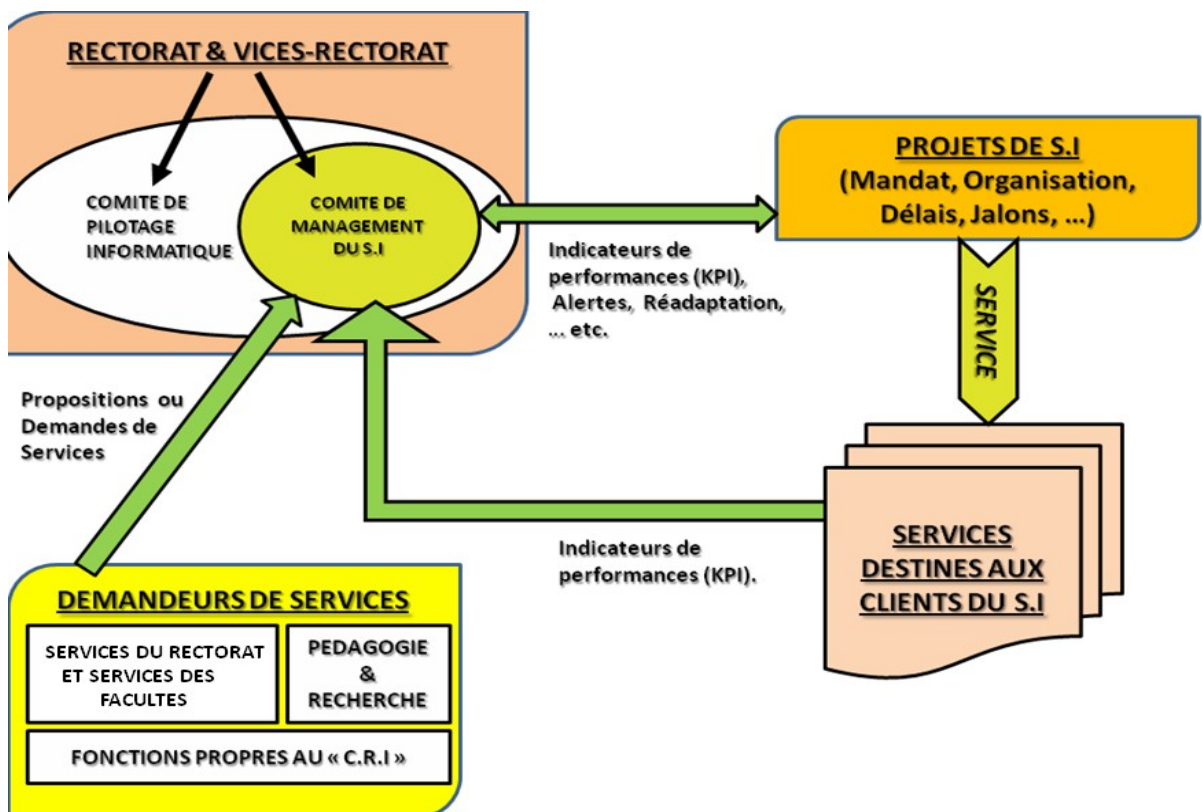 RECTORAT & VICES-RECTORAT
COMITE DE
PILOTAGE
INFORMATIQUE
COMITE DE
MANAGEMENT
DU S.I
PROJETS DE S.I
(Mandat, Organisation,
Délais, Jalons, ...)
Indicateurs de
performances (KPI),
Alertes, Réadaptation,
... etc.
SERVICE
Propositions ou
Demandes de
Services
Indicateurs de
performances (KPI).
SERVICES
DESTINES AUX
CLIENTS DU S.I
DEMANDEURS DE SERVICES
SERVICES DU RECTORAT
ET SERVICES DES
FACULTES
PEDAGOGIE
&
RECHERCHE
FONCTIONS PROPRES AU « C.R.I »